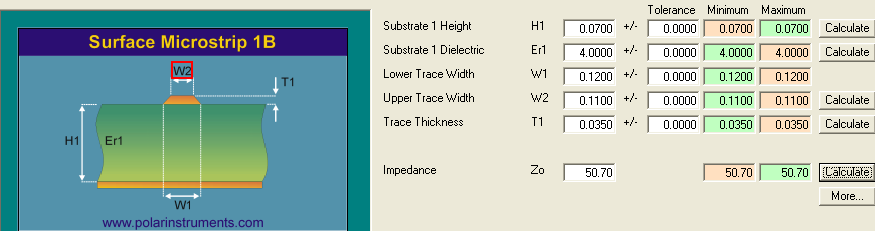 Surface Microstrip 1B
W2
T1
H1
Er1
W1
www.polarinstruments.com
Tolerance Minimum Maximum
Substrate 1 Height H1 0.0700 +/- 0.0000 0.0700 0.0700 Calculate
Substrate 1 Dielectric Er1 4.0000 +/- 0.0000 4.0000 4.0000 Calculate
Lower Trace Width W1 0.1200 +/- 0.0000 0.1200 0.1200
Upper Trace Width W2 0.1100 +/- 0.0000 0.1100 0.1100 Calculate
Trace Thickness T1 0.0350 +/- 0.0000 0.0350 0.0350 Calculate
Impedance Zo 50.70 50.70 50.70 Calculate
More...